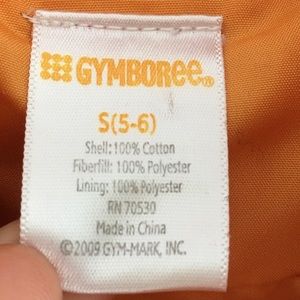 GYMBOREE®
S(5-6)
Shell: 100% Cotton
Fiberfill: 100% Polyester
Lining: 100% Polyester
RN 70530
Made in China
©2009 GYM-MARK, INC.